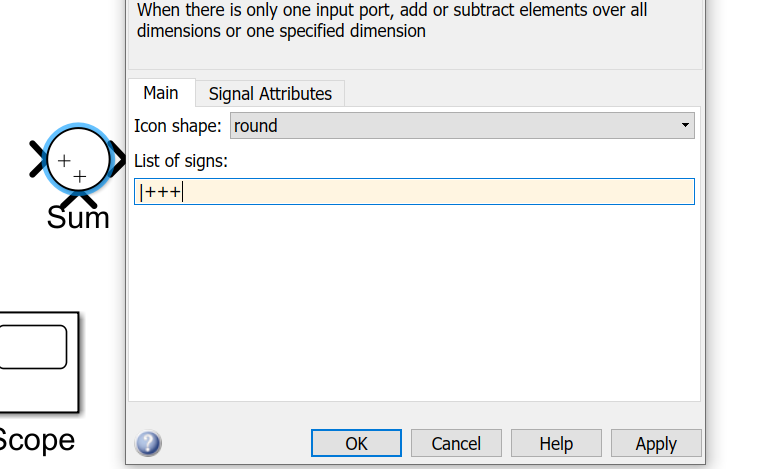 When there is only one input port, add or subtract elements over all
dimensions or one specified dimension
Main
Signal Attributes
Icon shape:
round
List of signs:
|+++
+
+
Sum
Scope
?
OK
Cancel
Help
Apply